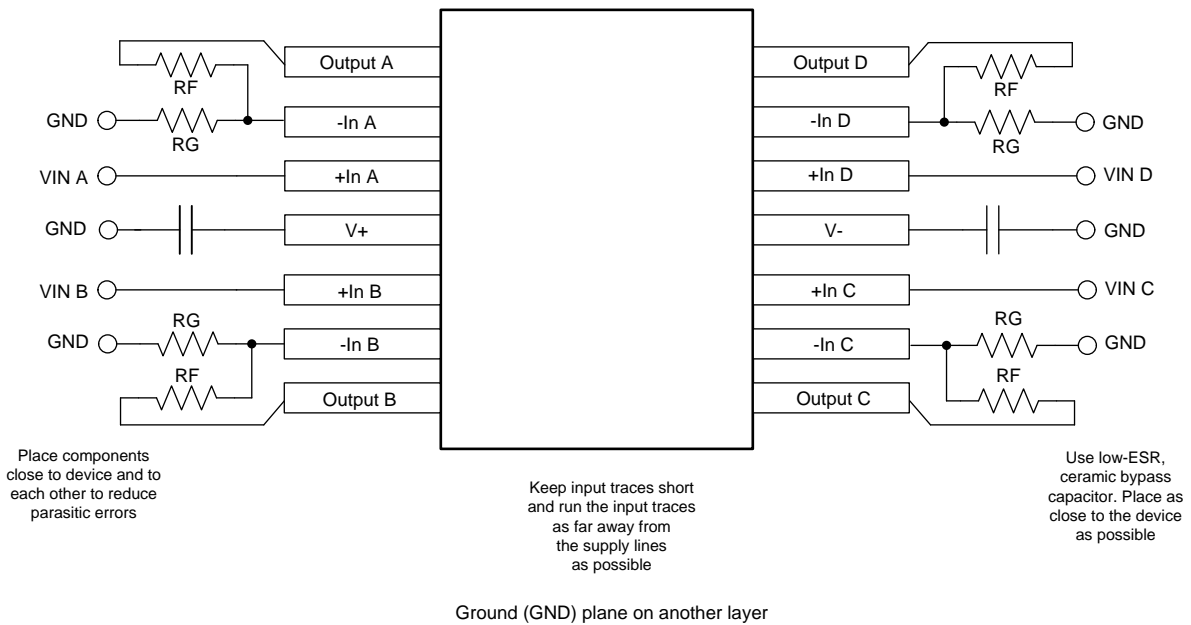 Output A
Output D
RF
RF
GND
-In A
-In D
GND
RG
RG
VIN A
+In A
+In D
VIN D
GND
V+
V-
GND
VIN B
+In B
+In C
VIN C
RG
RG
GND
-In B
-In C
GND
RF
RF
Output B
Output C
Place components
close to device and to
each other to reduce
parasitic errors
Keep input traces short
and run the input traces
as far away from
the supply lines
as possible
Use low-ESR,
ceramic bypass
capacitor. Place as
close to the device
as possible
Ground (GND) plane on another layer